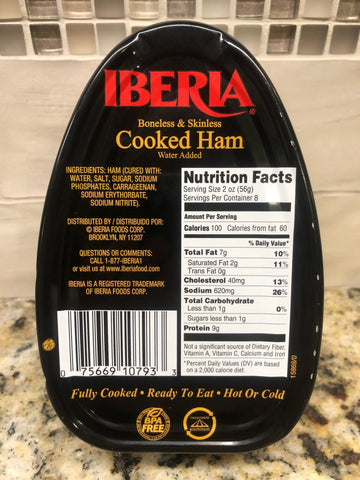 IBERIA®
Boneless & Skinless
Cooked Ham
Water Added
INGREDIENTS: HAM (CURED WITH:
WATER, SALT, SUGAR, SODIUM
PHOSPHATES, CARRAGEENAN,
SODIUM ERYTHORBATE,
SODIUM NITRITE).
DISTRIBUTED BY / DISTRIBUIDO POR:
© IBERIA FOODS CORP.
BROOKLYN, NY 11207
QUESTIONS OR COMMENTS:
CALL 1-877-IBERIA1
or visit us at www.Iberiafood.com
IBERIA IS A REGISTERED TRADEMARK
OF IBERIA FOODS CORP.
0 75669 10793 3
Nutrition Facts
Serving Size 2 oz (56g)
Servings Per Container 8
Amount Per Serving
Calories 100 Calories from fat 60
% Daily Value*
Total Fat 7g 10%
Saturated Fat 2g 11%
Trans Fat 0g
Cholesterol 40mg 13%
Sodium 620mg 26%
Total Carbohydrate
Less than 1g 0%
Sugars less than 1g
Protein 9g
Not a significant source of Dietary Fiber,
Vitamin A, Vitamin C, Calcium and Iron
*Percent Daily Values (DV) are based
on a 2,000 calorie diet.
Fully Cooked • Ready To Eat • Hot Or Cold
BPA
FREE